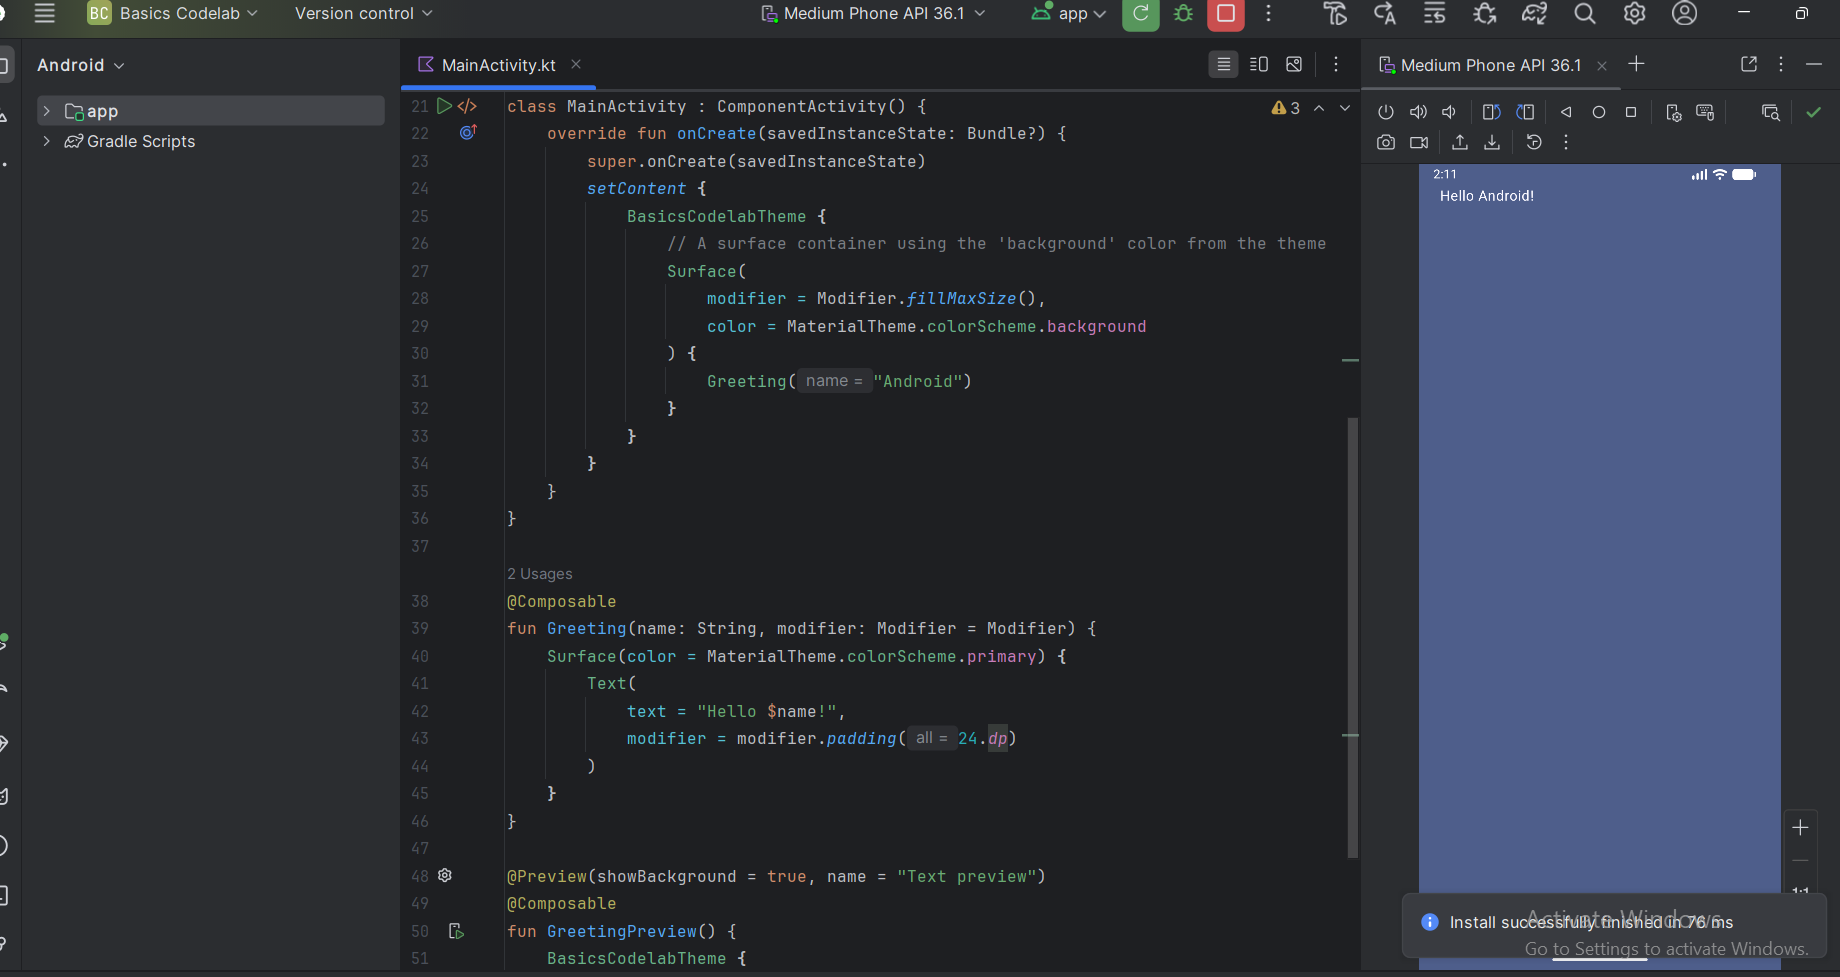 BC Basics Codelab Version control Medium Phone API 36.1 app
Android
MainActivity.kt
Medium Phone API 36.1
app
Gradle Scripts
21 class MainActivity : ComponentActivity() {
22 override fun onCreate(savedInstanceState: Bundle?) {
23 super.onCreate(savedInstanceState)
24 setContent {
25 BasicsCodelabTheme {
26 // A surface container using the 'background' color from the theme
27 Surface(
28 modifier = Modifier.fillMaxSize(),
29 color = MaterialTheme.colorScheme.background
30 ) {
31 Greeting( name = "Android")
32 }
33 }
34 }
35 }
36 }
37
2 Usages
38 @Composable
39 fun Greeting(name: String, modifier: Modifier = Modifier) {
40 Surface(color = MaterialTheme.colorScheme.primary) {
41 Text(
42 text = "Hello $name!",
43 modifier = modifier.padding( all = 24.dp)
44 )
45 }
46 }
47
48 @Preview(showBackground = true, name = "Text preview")
49 @Composable
50 fun GreetingPreview() {
51 BasicsCodelabTheme {
3
2:11
Hello Android!
1:1
Install successfully finished in 76 ms
Activate Windows
Go to Settings to activate Windows.